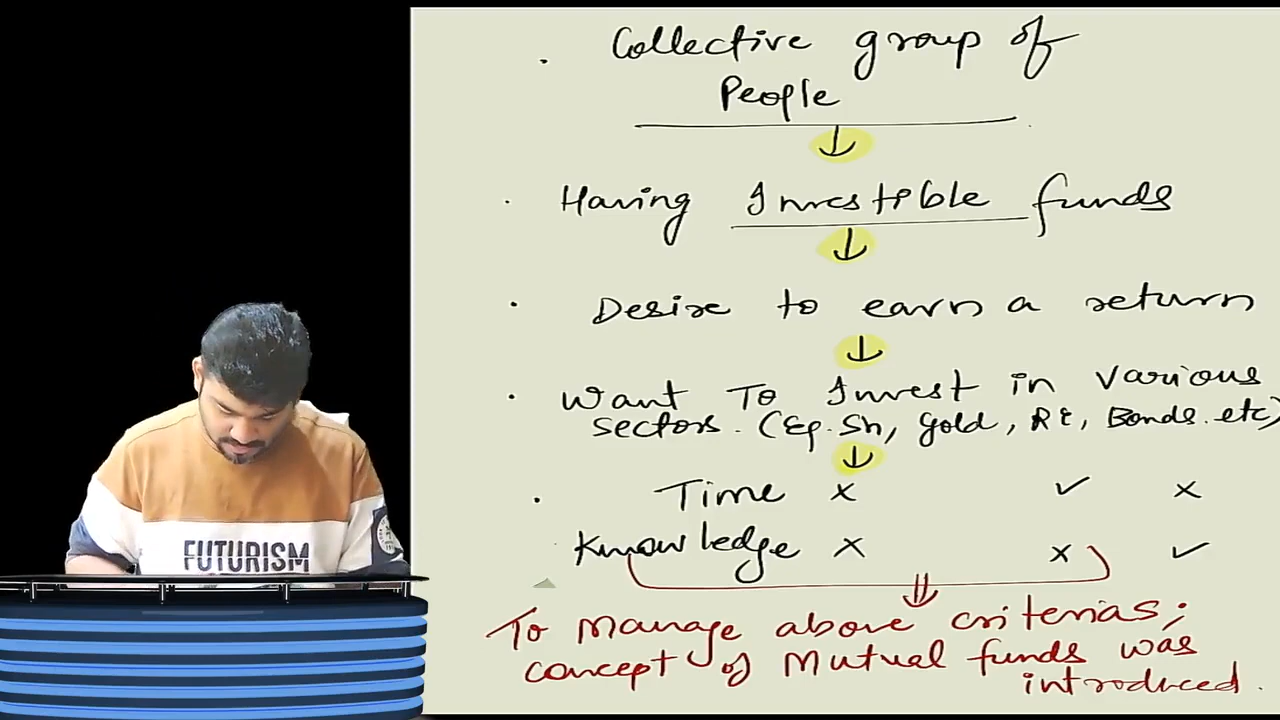 Collective group of
People
↓
Having Investible funds
↓
Desire to earn a return
↓
Want To Invest in Various
sectors. (Eq. Sh, Gold, RE, Bonds. etc)
↓
Time × ✓ ×
Knowledge × × ✓
⇓
To Manage above criterias;
concept of Mutual funds was
introduced.
FUTURISM